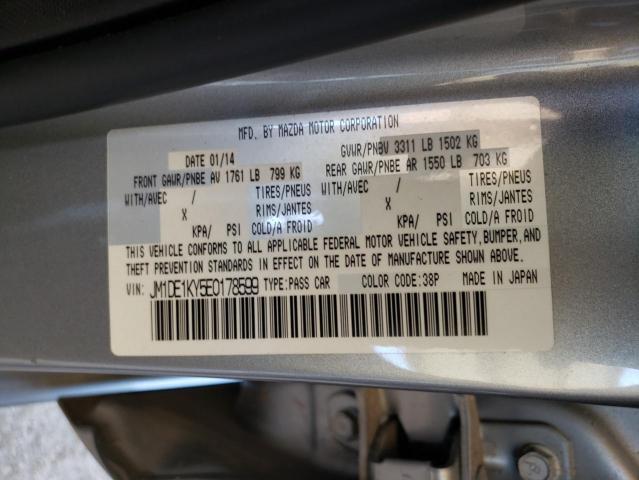 MFD. BY MAZDA MOTOR CORPORATION
DATE 01/14 GVWR/PNBV 3311 LB 1502 KG
FRONT GAWR/PNBE AV 1761 LB 799 KG REAR GAWR/PNBE AR 1550 LB 703 KG
WITH/AVEC / TIRES/PNEUS WITH/AVEC / TIRES/PNEUS
X RIMS/JANTES X RIMS/JANTES
KPA/ PSI COLD/A FROID KPA/ PSI COLD/A FROID
THIS VEHICLE CONFORMS TO ALL APPLICABLE FEDERAL MOTOR VEHICLE SAFETY, BUMPER, AND
THEFT PREVENTION STANDARDS IN EFFECT ON THE DATE OF MANUFACTURE SHOWN ABOVE.
VIN: JM1DE1KY5E0178599 TYPE:PASS CAR COLOR CODE:38P MADE IN JAPAN